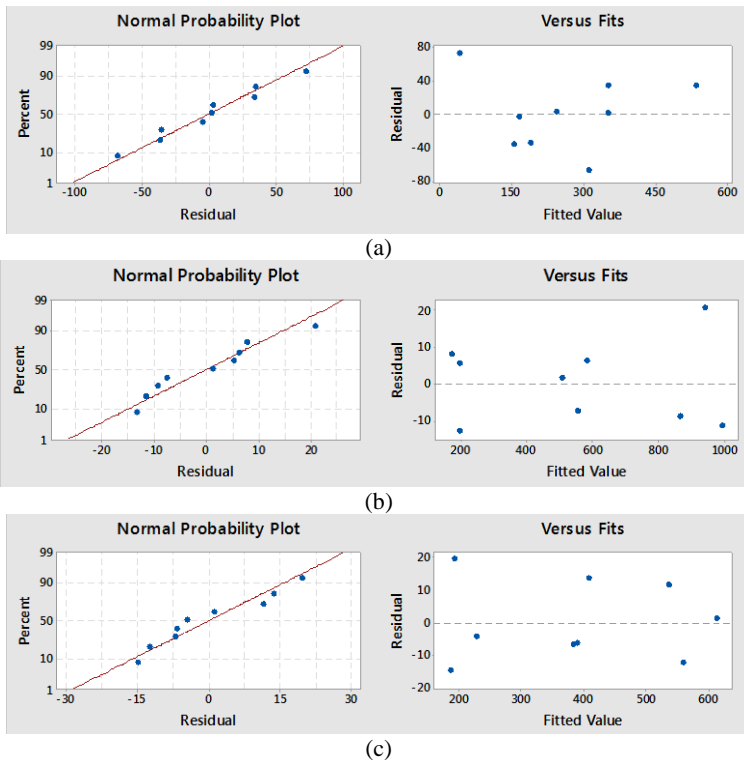 Normal Probability Plot
99
90
50
10
1
Percent
-100 -50 0 50 100
Residual
Versus Fits
80
40
0
-40
-80
Residual
0 150 300 450 600
Fitted Value
(a)
Normal Probability Plot
99
90
50
10
1
Percent
-20 -10 0 10 20
Residual
Versus Fits
20
10
0
-10
Residual
200 400 600 800 1000
Fitted Value
(b)
Normal Probability Plot
99
90
50
10
1
Percent
-30 -15 0 15 30
Residual
Versus Fits
20
10
0
-10
-20
Residual
200 300 400 500 600
Fitted Value
(c)